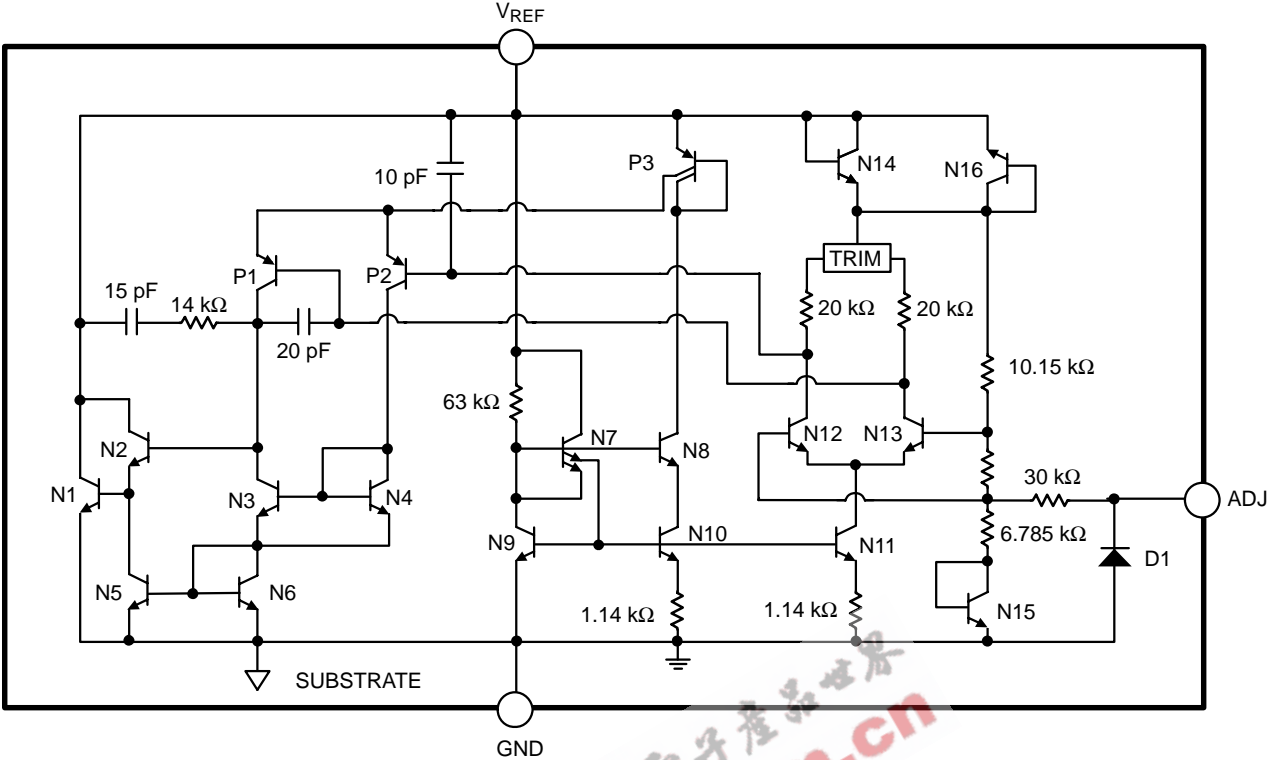 VREF
P3
N14
N16
10 pF
TRIM
P1
P2
15 pF
14 kΩ
20 kΩ
20 kΩ
20 pF
10.15 kΩ
63 kΩ
N2
N7
N8
N12
N13
30 kΩ
ADJ
N1
N3
N4
N9
N10
N11
6.785 kΩ
D1
N5
N6
1.14 kΩ
1.14 kΩ
N15
SUBSTRATE
GND
.cn